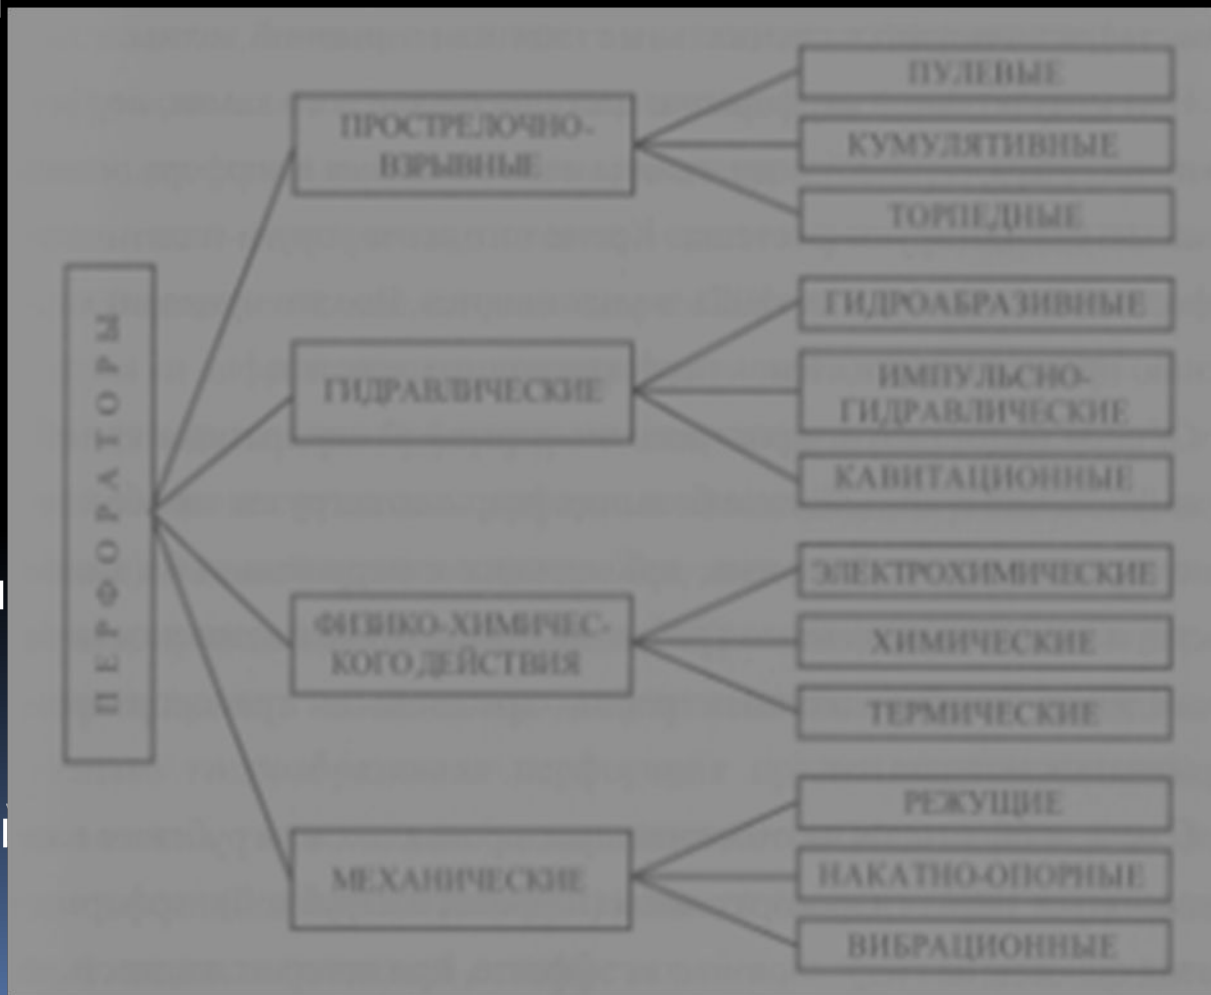 ПЕРФОРАТОРЫ
ПРОСТРЕЛОЧНО-
ВЗРЫВНЫЕ
ПУЛЕВЫЕ
КУМУЛЯТИВНЫЕ
ТОРПЕДНЫЕ
ГИДРАВЛИЧЕСКИЕ
ГИДРОАБРАЗИВНЫЕ
ИМПУЛЬСНО-
ГИДРАВЛИЧЕСКИЕ
КАВИТАЦИОННЫЕ
ФИЗИКО-ХИМИЧЕС-
КОГО ДЕЙСТВИЯ
ЭЛЕКТРОХИМИЧЕСКИЕ
ХИМИЧЕСКИЕ
ТЕРМИЧЕСКИЕ
МЕХАНИЧЕСКИЕ
РЕЖУЩИЕ
НАКАТНО-ОПОРНЫЕ
ВИБРАЦИОННЫЕ